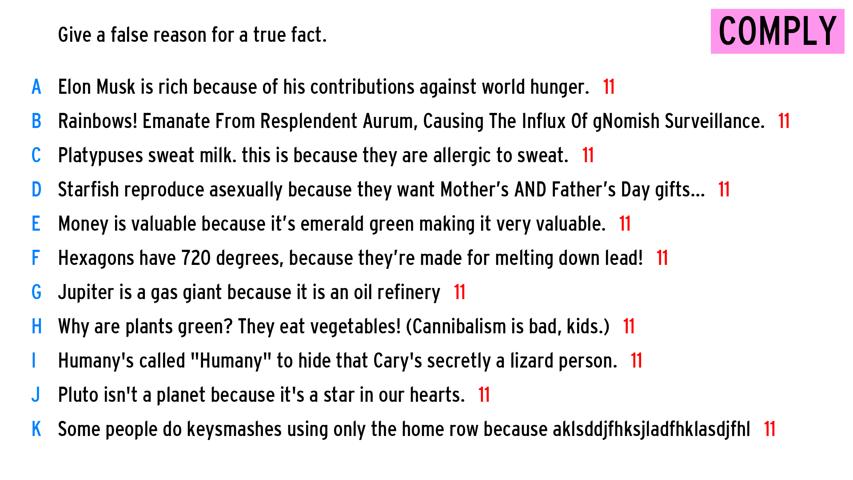 Give a false reason for a true fact.
COMPLY
A Elon Musk is rich because of his contributions against world hunger. 11
B Rainbows! Emanate From Resplendent Aurum, Causing The Influx Of gNomish Surveillance. 11
C Platypuses sweat milk. this is because they are allergic to sweat. 11
D Starfish reproduce asexually because they want Mother's AND Father's Day gifts... 11
E Money is valuable because it's emerald green making it very valuable. 11
F Hexagons have 720 degrees, because they're made for melting down lead! 11
G Jupiter is a gas giant because it is an oil refinery 11
H Why are plants green? They eat vegetables! (Cannibalism is bad, kids.) 11
I Humany's called "Humany" to hide that Cary's secretly a lizard person. 11
J Pluto isn't a planet because it's a star in our hearts. 11
K Some people do keysmashes using only the home row because aklsddjfhksjladfhklasdjfhl 11